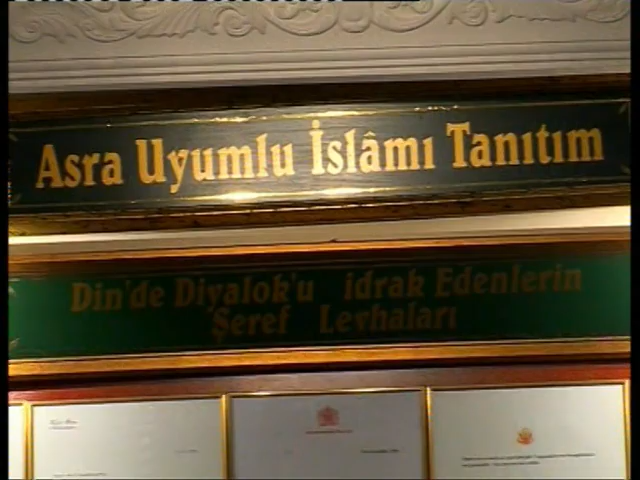 Asra Uyumlu İslâmı Tanıtım
Din'de Diyalok'u idrak Edenlerin
Şeref Levhaları